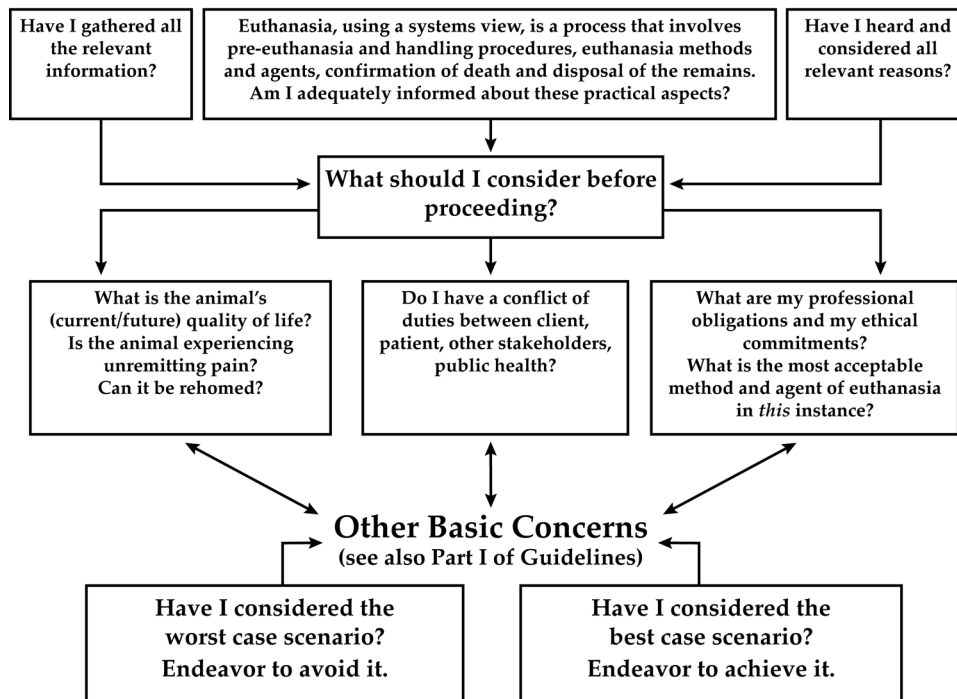 Have I gathered all
the relevant
information?
Euthanasia, using a systems view, is a process that involves
pre-euthanasia and handling procedures, euthanasia methods
and agents, confirmation of death and disposal of the remains.
Am I adequately informed about these practical aspects?
Have I heard and
considered all
relevant reasons?
What should I consider before
proceeding?
What is the animal's
(current/future) quality of life?
Is the animal experiencing
unremitting pain?
Can it be rehomed?
Do I have a conflict of
duties between client,
patient, other stakeholders,
public health?
What are my professional
obligations and my ethical
commitments?
What is the most acceptable
method and agent of euthanasia
in this instance?
Other Basic Concerns
(see also Part I of Guidelines)
Have I considered the
worst case scenario?
Endeavor to avoid it.
Have I considered the
best case scenario?
Endeavor to achieve it.